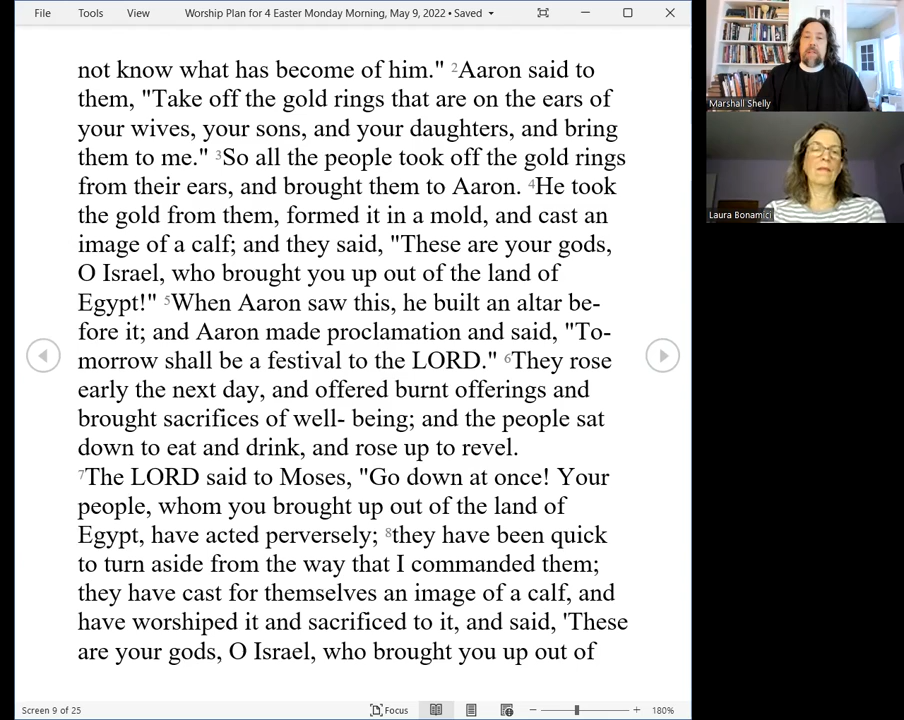 File Tools View Worship Plan for 4 Easter Monday Morning, May 9, 2022 • Saved
not know what has become of him." 2Aaron said to
them, "Take off the gold rings that are on the ears of
your wives, your sons, and your daughters, and bring
them to me." 3So all the people took off the gold rings
from their ears, and brought them to Aaron. 4He took
the gold from them, formed it in a mold, and cast an
image of a calf; and they said, "These are your gods,
O Israel, who brought you up out of the land of
Egypt!" 5When Aaron saw this, he built an altar be-
fore it; and Aaron made proclamation and said, "To-
morrow shall be a festival to the LORD." 6They rose
early the next day, and offered burnt offerings and
brought sacrifices of well- being; and the people sat
down to eat and drink, and rose up to revel.
7The LORD said to Moses, "Go down at once! Your
people, whom you brought up out of the land of
Egypt, have acted perversely; 8they have been quick
to turn aside from the way that I commanded them;
they have cast for themselves an image of a calf, and
have worshiped it and sacrificed to it, and said, 'These
are your gods, O Israel, who brought you up out of
Screen 9 of 25 Focus 180%
Marshall Shelly
Laura Bonamici